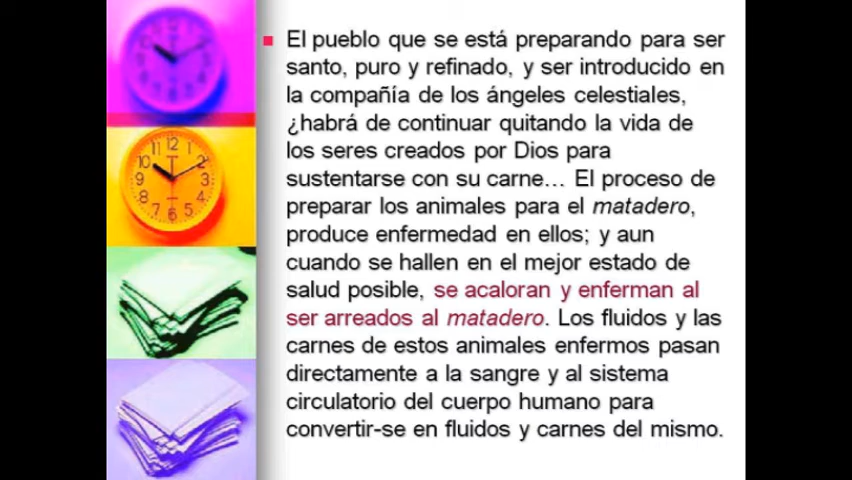 El pueblo que se está preparando para ser
santo, puro y refinado, y ser introducido en
la compañía de los ángeles celestiales,
¿habrá de continuar quitando la vida de
los seres creados por Dios para
sustentarse con su carne… El proceso de
preparar los animales para el matadero,
produce enfermedad en ellos; y aun
cuando se hallen en el mejor estado de
salud posible, se acaloran y enferman al
ser arreados al matadero. Los fluidos y las
carnes de estos animales enfermos pasan
directamente a la sangre y al sistema
circulatorio del cuerpo humano para
convertir-se en fluidos y carnes del mismo.